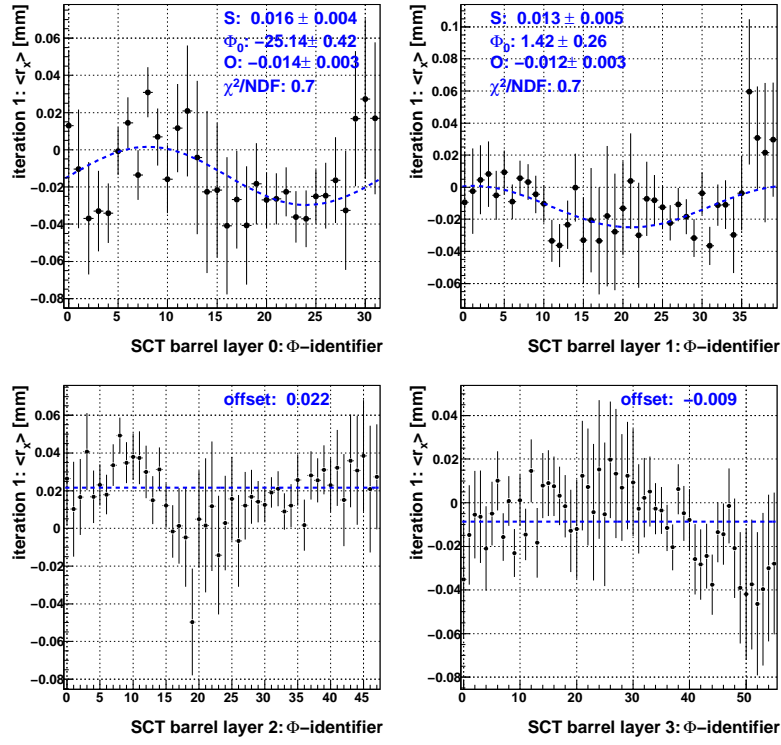 S: 0.016 ± 0.004
Φ0: −25.14± 0.42
O: −0.014± 0.003
χ²/NDF: 0.7
iteration 1: <rx> [mm]
0.06
0.04
0.02
0
−0.02
−0.04
−0.06
−0.08
0 5 10 15 20 25 30
SCT barrel layer 0: Φ−identifier
S: 0.013 ± 0.005
Φ0: 1.42 ± 0.26
O: −0.012± 0.003
χ²/NDF: 0.7
iteration 1: <rx> [mm]
0.1
0.08
0.06
0.04
0.02
0
−0.02
−0.04
−0.06
0 5 10 15 20 25 30 35
SCT barrel layer 1: Φ−identifier
offset: 0.022
iteration 1: <rx> [mm]
0.06
0.04
0.02
0
−0.02
−0.04
−0.06
−0.08
0 5 10 15 20 25 30 35 40 45
SCT barrel layer 2: Φ−identifier
offset: −0.009
iteration 1: <rx> [mm]
0.04
0.02
0
−0.02
−0.04
−0.06
−0.08
0 10 20 30 40 50
SCT barrel layer 3: Φ−identifier